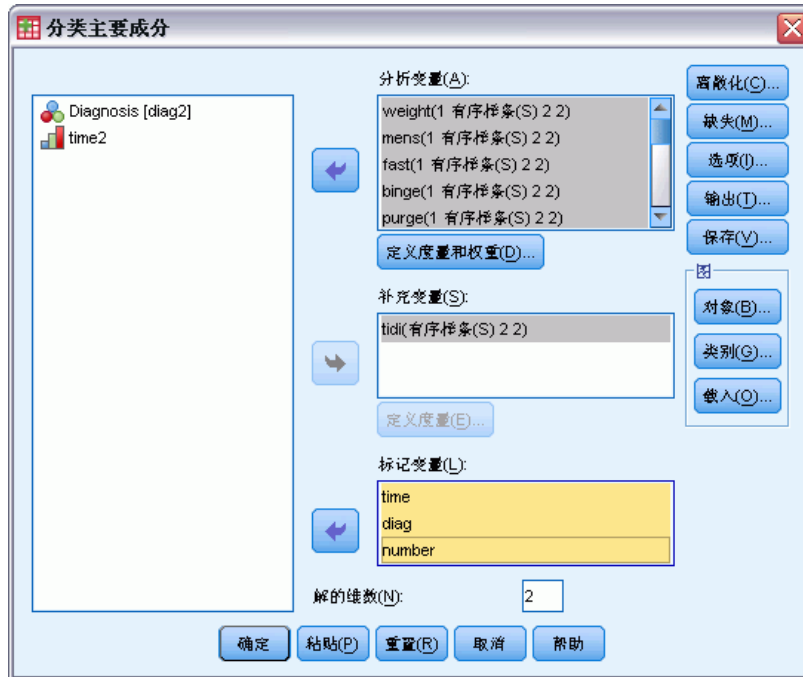 分类主要成分
Diagnosis [diag2]
time2
分析变量(A):
weight(1 有序样条(S) 2 2)
mens(1 有序样条(S) 2 2)
fast(1 有序样条(S) 2 2)
binge(1 有序样条(S) 2 2)
purge(1 有序样条(S) 2 2)
定义度量和权重(D)...
补充变量(S):
tidi(有序样条(S) 2 2)
定义度量(E)...
标记变量(L):
time
diag
number
解的维数(N):
2
离散化(C)...
缺失(M)...
选项(I)...
输出(T)...
保存(V)...
图
对象(B)...
类别(G)...
载入(O)...
确定
粘贴(P)
重置(R)
取消
帮助